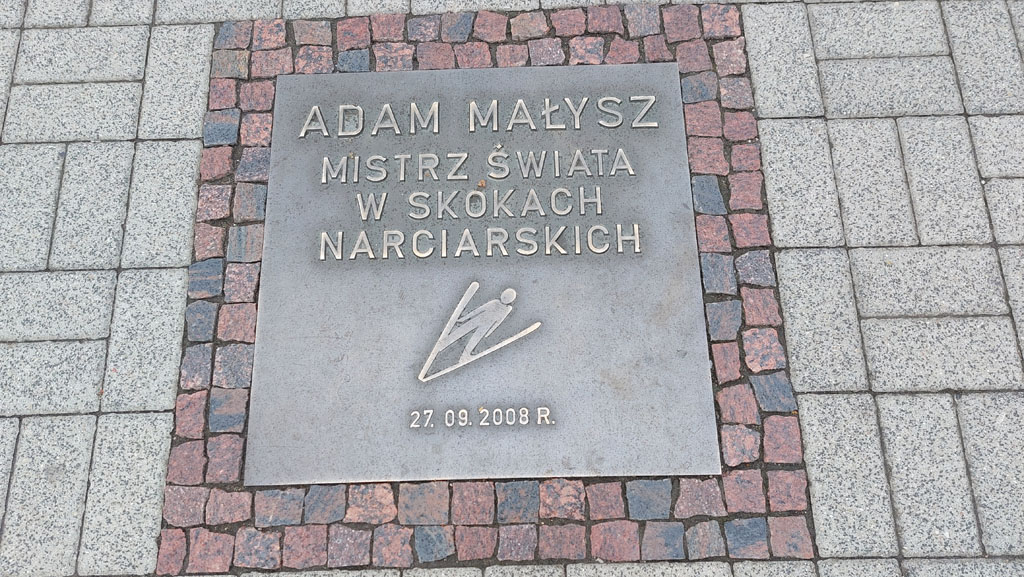 ADAM MAŁYSZ
MISTRZ ŚWIATA
W SKOKACH
NARCIARSKICH
27. 09. 2008 R.